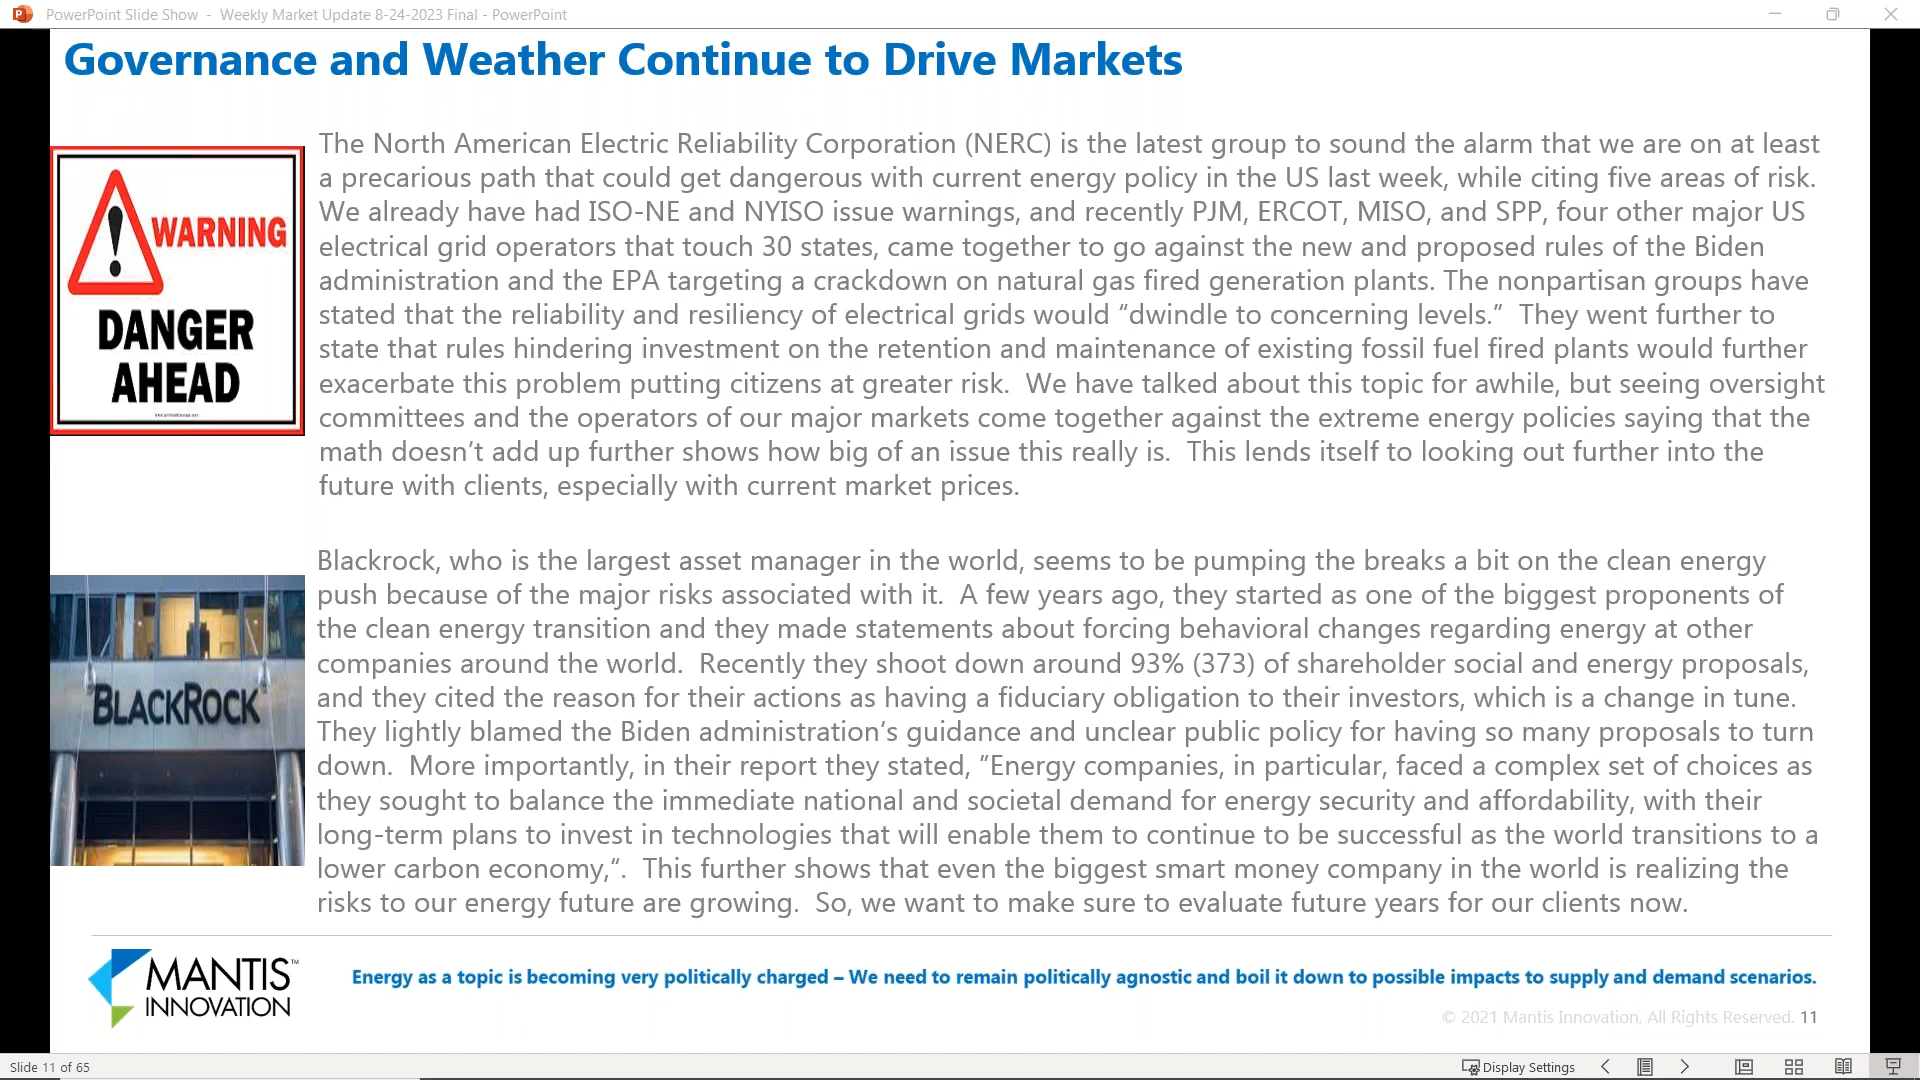 PowerPoint Slide Show - Weekly Market Update 8-24-2023 Final - PowerPoint
Governance and Weather Continue to Drive Markets
WARNING
DANGER
AHEAD
The North American Electric Reliability Corporation (NERC) is the latest group to sound the alarm that we are on at least
a precarious path that could get dangerous with current energy policy in the US last week, while citing five areas of risk.
We already have had ISO-NE and NYISO issue warnings, and recently PJM, ERCOT, MISO, and SPP, four other major US
electrical grid operators that touch 30 states, came together to go against the new and proposed rules of the Biden
administration and the EPA targeting a crackdown on natural gas fired generation plants. The nonpartisan groups have
stated that the reliability and resiliency of electrical grids would “dwindle to concerning levels.”  They went further to
state that rules hindering investment on the retention and maintenance of existing fossil fuel fired plants would further
exacerbate this problem putting citizens at greater risk.  We have talked about this topic for awhile, but seeing oversight
committees and the operators of our major markets come together against the extreme energy policies saying that the
math doesn’t add up further shows how big of an issue this really is.  This lends itself to looking out further into the
future with clients, especially with current market prices.
BLACKROCK
Blackrock, who is the largest asset manager in the world, seems to be pumping the breaks a bit on the clean energy
push because of the major risks associated with it.  A few years ago, they started as one of the biggest proponents of
the clean energy transition and they made statements about forcing behavioral changes regarding energy at other
companies around the world.  Recently they shoot down around 93% (373) of shareholder social and energy proposals,
and they cited the reason for their actions as having a fiduciary obligation to their investors, which is a change in tune.
They lightly blamed the Biden administration’s guidance and unclear public policy for having so many proposals to turn
down.  More importantly, in their report they stated, ”Energy companies, in particular, faced a complex set of choices as
they sought to balance the immediate national and societal demand for energy security and affordability, with their
long-term plans to invest in technologies that will enable them to continue to be successful as the world transitions to a
lower carbon economy,“.  This further shows that even the biggest smart money company in the world is realizing the
risks to our energy future are growing.  So, we want to make sure to evaluate future years for our clients now.
MANTIS™
INNOVATION
Energy as a topic is becoming very politically charged – We need to remain politically agnostic and boil it down to possible impacts to supply and demand scenarios.
© 2021 Mantis Innovation, All Rights Reserved. 11
Slide 11 of 65
Display Settings